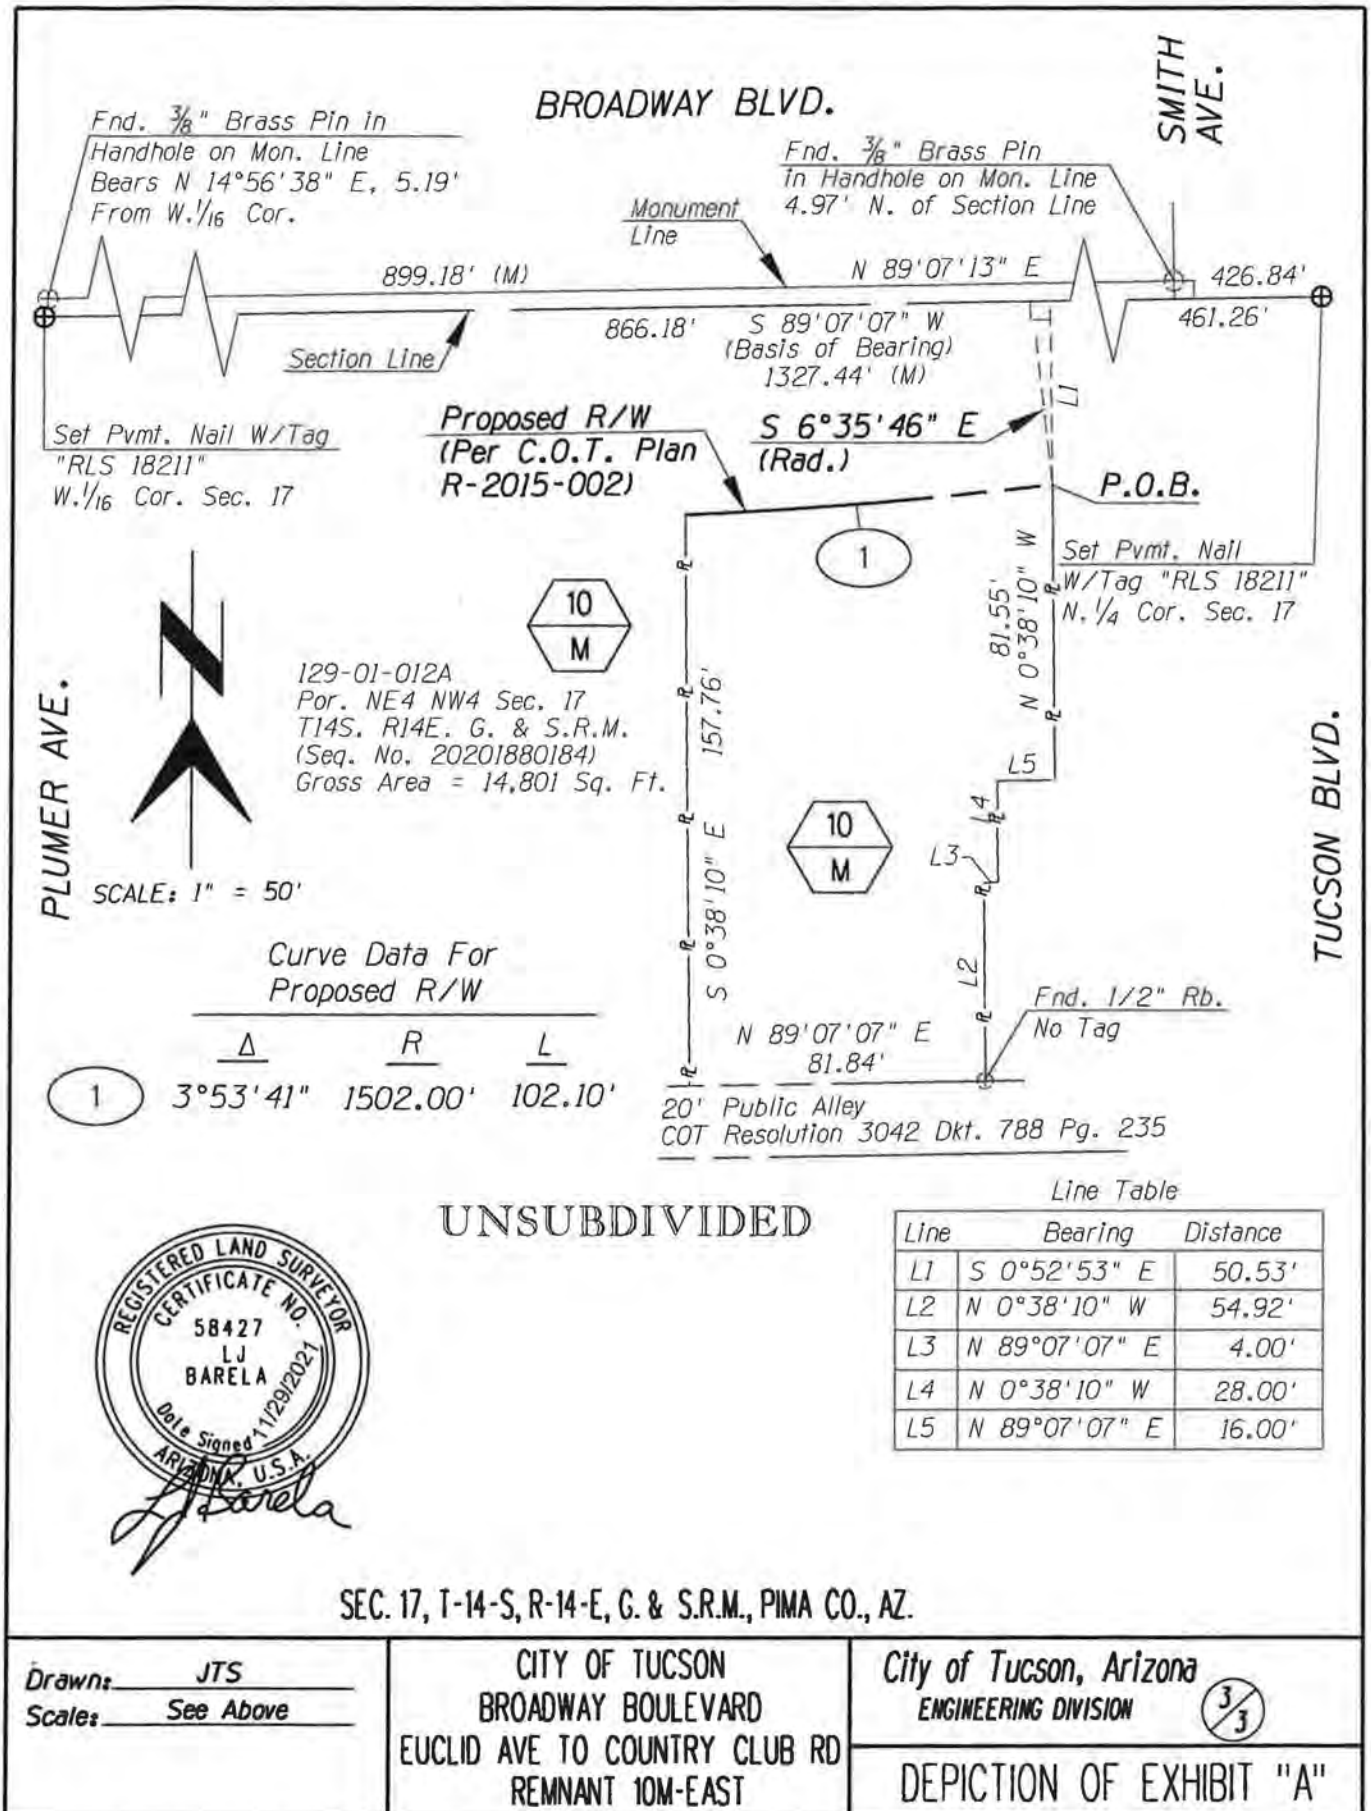 BROADWAY BLVD.
SMITH
AVE.
Fnd. 3/8" Brass Pin in
Handhole on Mon. Line
Bears N 14°56'38" E, 5.19'
From W.1/16 Cor.
Fnd. 3/8" Brass Pin
in Handhole on Mon. Line
4.97' N. of Section Line
Monument
Line
899.18' (M)
N 89°07'13" E
426.84'
866.18'
S 89°07'07" W
(Basis of Bearing)
1327.44' (M)
461.26'
Section Line
L1
Set Pvmt. Nail W/Tag
"RLS 18211"
W.1/16 Cor. Sec. 17
Proposed R/W
(Per C.O.T. Plan
R-2015-002)
S 6°35'46" E
(Rad.)
P.O.B.
1
Set Pvmt. Nail
W/Tag "RLS 18211"
N.1/4 Cor. Sec. 17
81.55'
N 0°38'10" W
10
M
N
129-01-012A
Por. NE4 NW4 Sec. 17
T14S. R14E. G. & S.R.M.
(Seq. No. 20201880184)
Gross Area = 14,801 Sq. Ft.
PLUMER AVE.
TUCSON BLVD.
S 0°38'10" E 157.76'
R
R
R
R
R
R
R
R
R
R
L5
L4
L3
L2
10
M
SCALE: 1" = 50'
Fnd. 1/2" Rb.
No Tag
N 89°07'07" E
81.84'
20' Public Alley
COT Resolution 3042 Dkt. 788 Pg. 235
Curve Data For
Proposed R/W
Δ R L
1 3°53'41" 1502.00' 102.10'
UNSUBDIVIDED
Line Table
Line Bearing Distance
L1 S 0°52'53" E 50.53'
L2 N 0°38'10" W 54.92'
L3 N 89°07'07" E 4.00'
L4 N 0°38'10" W 28.00'
L5 N 89°07'07" E 16.00'
REGISTERED LAND SURVEYOR
CERTIFICATE NO.
58427
LJ
BARELA
Date Signed 11/29/2021
ARIZONA, U.S.A.
LJ Barela
SEC. 17, T-14-S, R-14-E, G. & S.R.M., PIMA CO., AZ.
Drawn: JTS
Scale: See Above
CITY OF TUCSON
BROADWAY BOULEVARD
EUCLID AVE TO COUNTRY CLUB RD
REMNANT 10M-EAST
City of Tucson, Arizona
ENGINEERING DIVISION
3/3
DEPICTION OF EXHIBIT "A"